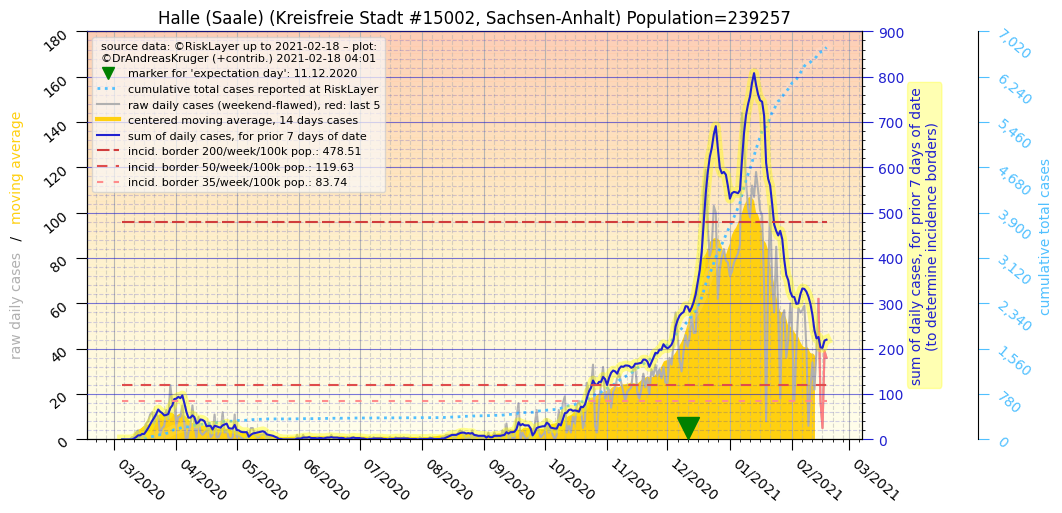 Halle (Saale) (Kreisfreie Stadt #15002, Sachsen-Anhalt) Population=239257
source data: ©RiskLayer up to 2021-02-18 – plot:
©DrAndreasKruger (+contrib.) 2021-02-18 04:01
marker for 'expectation day': 11.12.2020
cumulative total cases reported at RiskLayer
raw daily cases (weekend-flawed), red: last 5
centered moving average, 14 days cases
sum of daily cases, for prior 7 days of date
incid. border 200/week/100k pop.: 478.51
incid. border 50/week/100k pop.: 119.63
incid. border 35/week/100k pop.: 83.74
raw daily cases / moving average
180
160
140
120
100
80
60
40
20
0
03/2020
04/2020
05/2020
06/2020
07/2020
08/2020
09/2020
10/2020
11/2020
12/2020
01/2021
02/2021
03/2021
900
800
700
600
500
400
300
200
100
0
sum of daily cases, for prior 7 days of date
(to determine incidence borders)
7,020
6,240
5,460
4,680
3,900
3,120
2,340
1,560
780
0
cumulative total cases